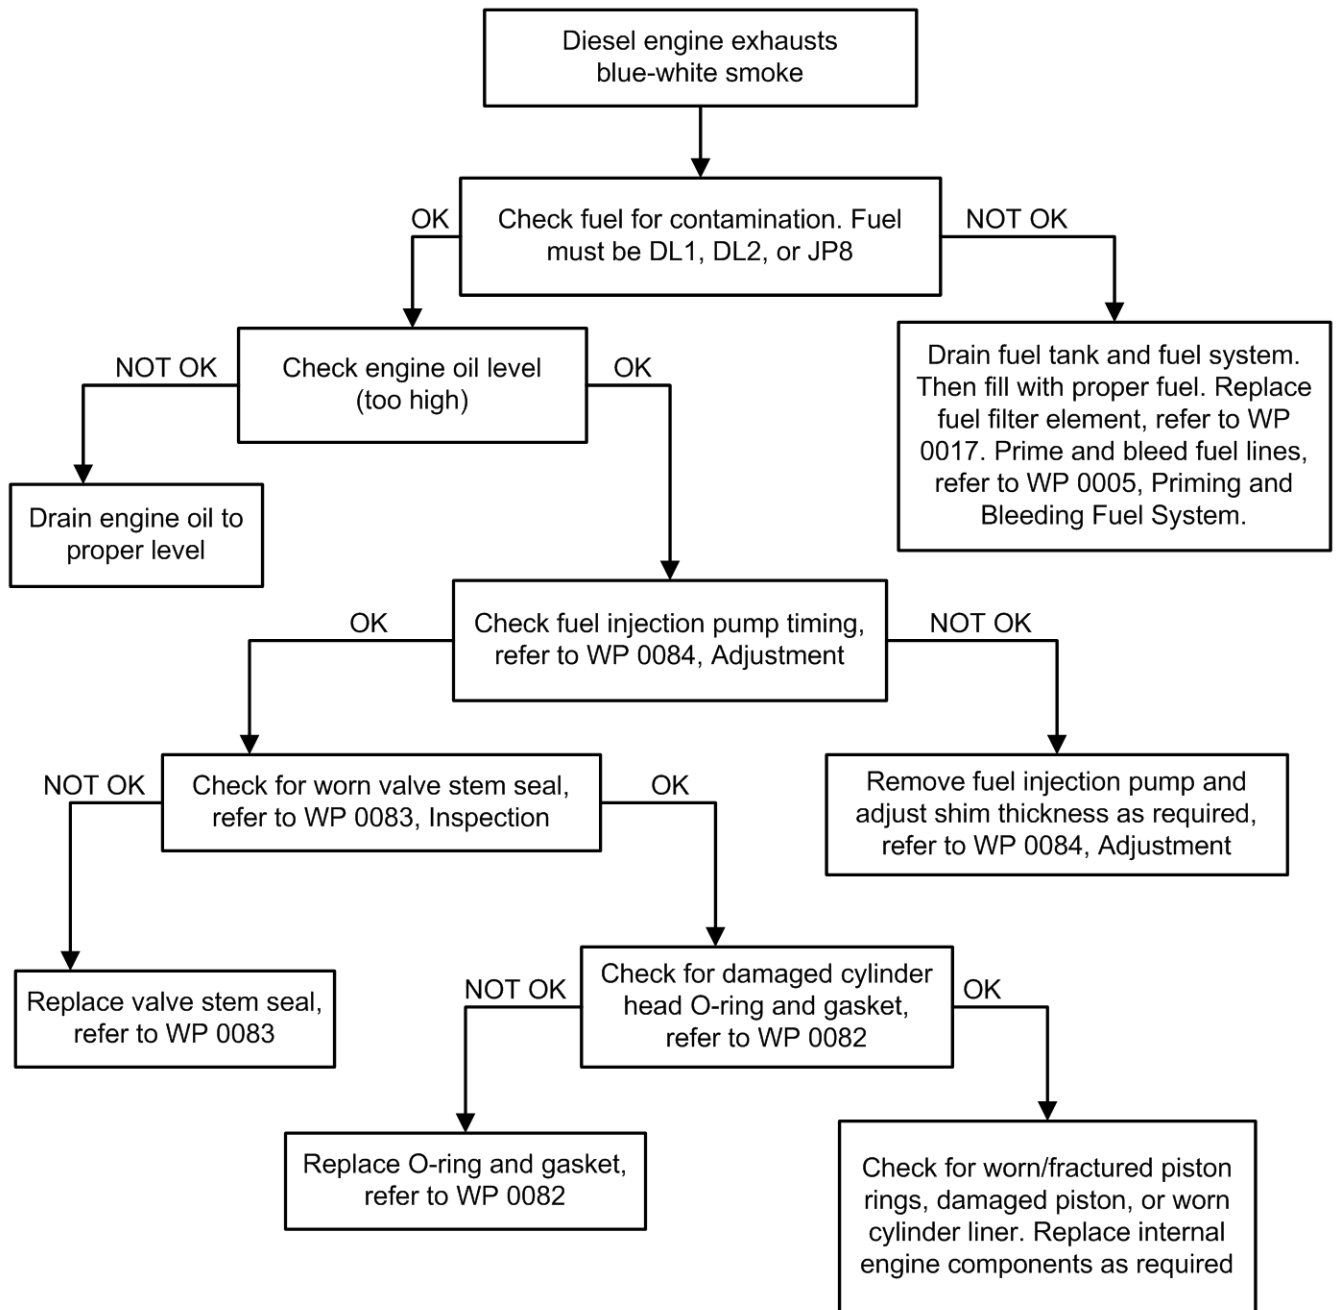 Diesel engine exhausts
blue-white smoke
OK
Check fuel for contamination. Fuel
must be DL1, DL2, or JP8
NOT OK
NOT OK
Check engine oil level
(too high)
OK
Drain fuel tank and fuel system.
Then fill with proper fuel. Replace
fuel filter element, refer to WP
0017. Prime and bleed fuel lines,
refer to WP 0005, Priming and
Bleeding Fuel System.
Drain engine oil to
proper level
OK
Check fuel injection pump timing,
refer to WP 0084, Adjustment
NOT OK
NOT OK
Check for worn valve stem seal,
refer to WP 0083, Inspection
OK
Remove fuel injection pump and
adjust shim thickness as required,
refer to WP 0084, Adjustment
Replace valve stem seal,
refer to WP 0083
NOT OK
Check for damaged cylinder
head O-ring and gasket,
refer to WP 0082
OK
Replace O-ring and gasket,
refer to WP 0082
Check for worn/fractured piston
rings, damaged piston, or worn
cylinder liner. Replace internal
engine components as required